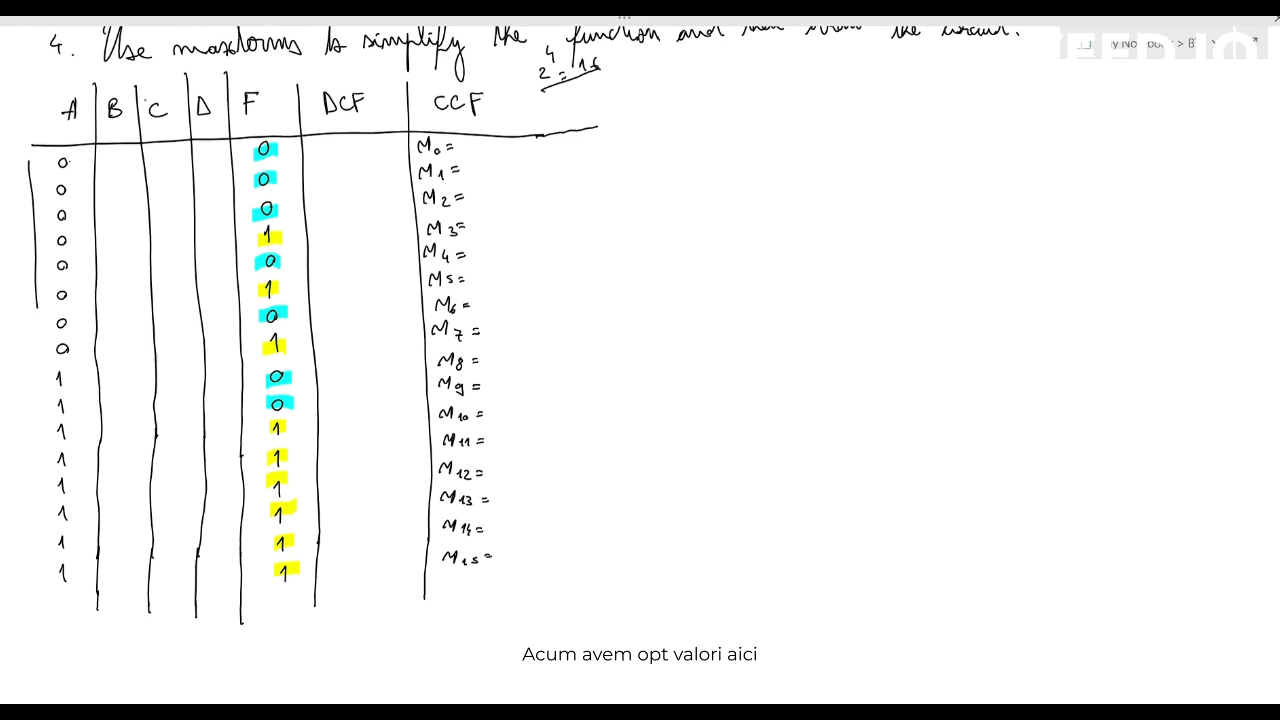 4. Use maxterms to simplify the function and then draw the circuit.
2^4 = 16
A B C D F DCF CCF
0 0 M0 =
0 0 M1 =
0 0 M2 =
0 1 M3 =
0 0 M4 =
0 1 M5 =
0 0 M6 =
0 1 M7 =
1 0 M8 =
1 0 M9 =
1 1 M10 =
1 1 M11 =
1 1 M12 =
1 1 M13 =
1 1 M14 =
1 1 M15 =
Acum avem opt valori aici